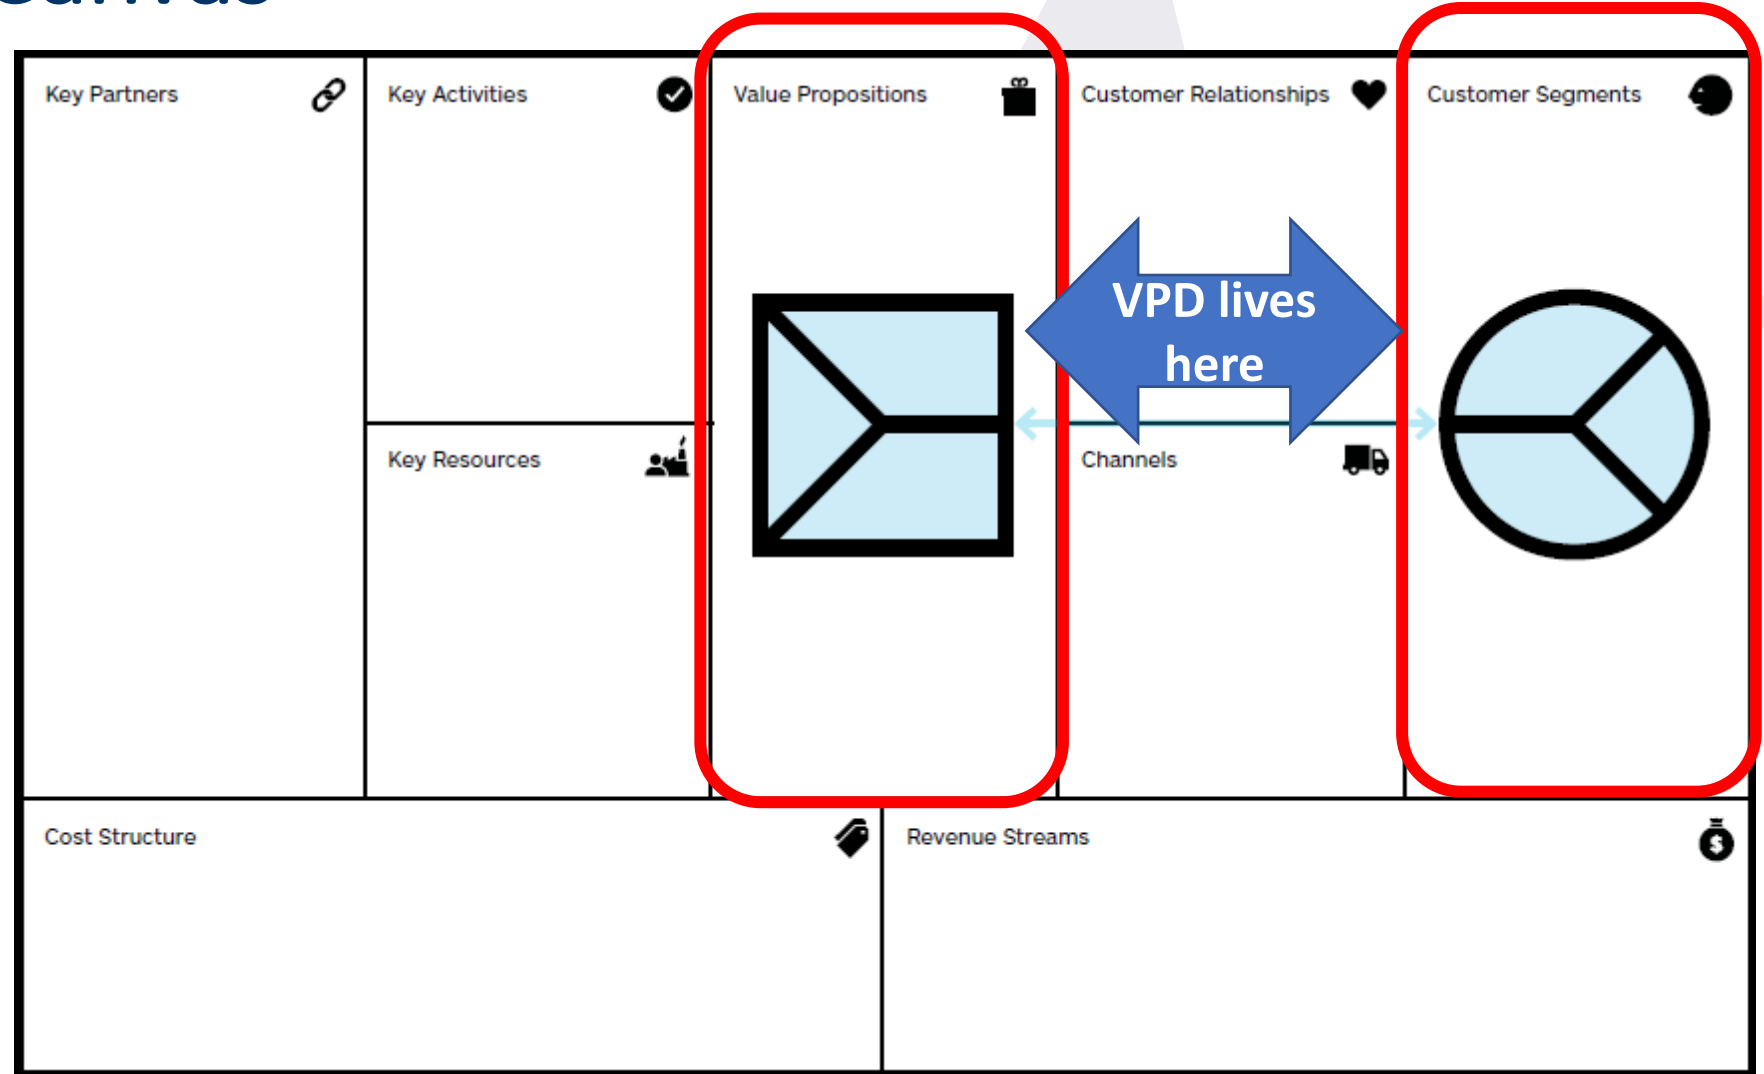 Key Partners
Key Activities
Value Propositions
Customer Relationships
Customer Segments
VPD lives
here
Key Resources
Channels
Cost Structure
Revenue Streams
$